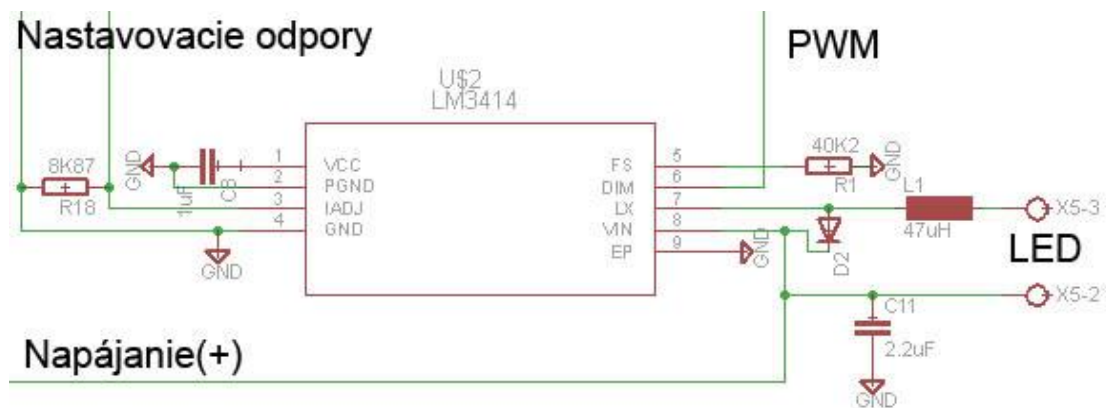 Nastavovacie odpory
PWM
U$2
LM3414
8K87
R18
GND
1uF
C8
1
2
3
4
VCC
PGND
IADJ
GND
FS
DIM
LX
VIN
EP
5
6
7
8
9
40K2
R1
GND
L1
47uH
X5-3
D2
GND
LED
X5-2
GND
C11
2.2uF
GND
Napájanie(+)